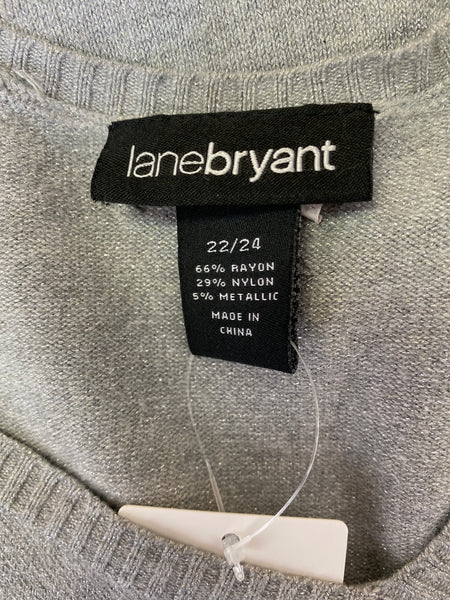 lanebryant
22/24
66% RAYON
29% NYLON
5% METALLIC
MADE IN
CHINA